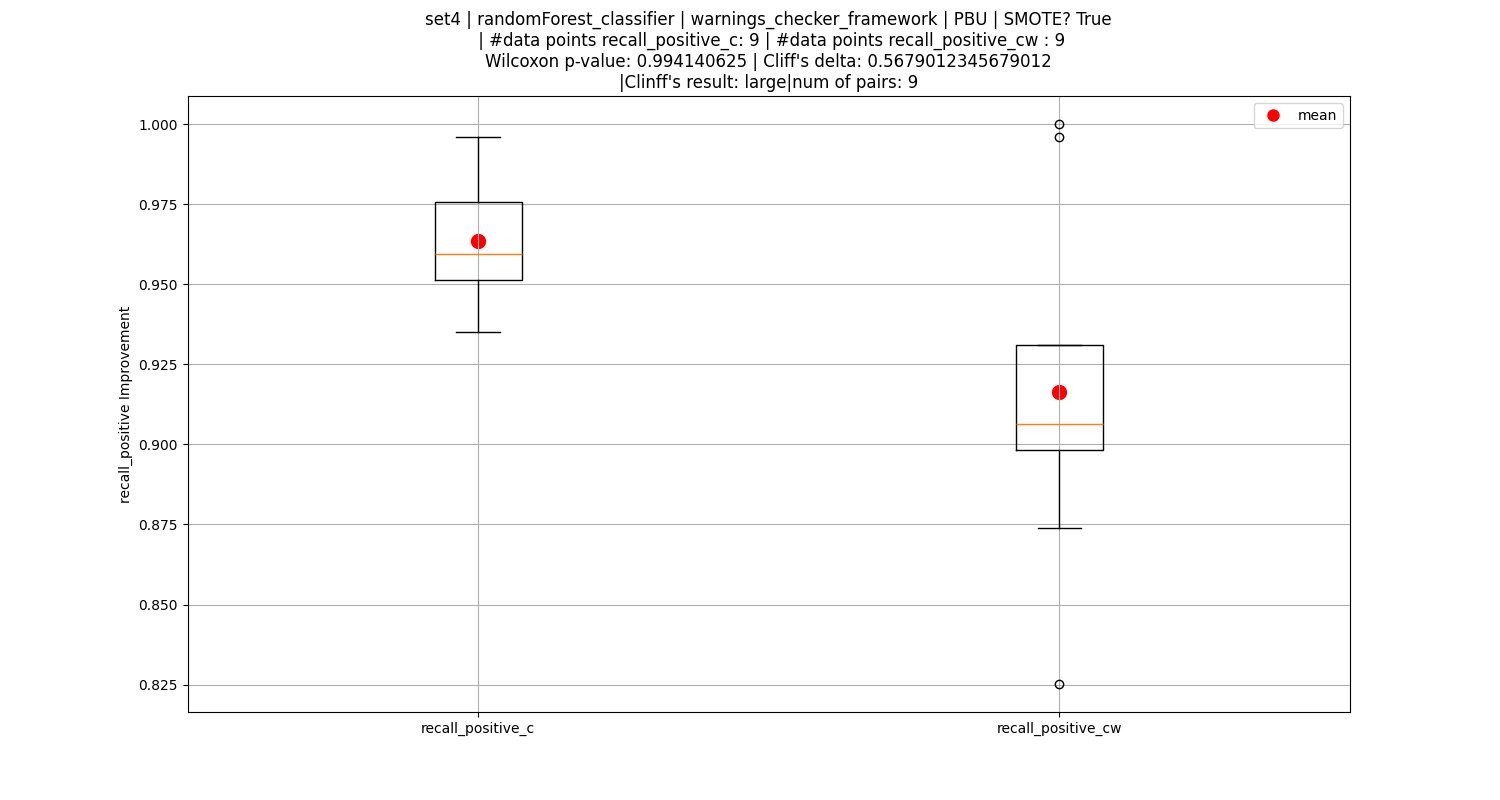 set4 | randomForest_classifier | warnings_checker_framework | PBU | SMOTE? True
| #data points recall_positive_c: 9 | #data points recall_positive_cw : 9
Wilcoxon p-value: 0.994140625 | Cliff's delta: 0.5679012345679012
|Clinff's result: large|num of pairs: 9
mean
1.000
0.975
0.950
0.925
0.900
0.875
0.850
0.825
recall_positive Improvement
recall_positive_c
recall_positive_cw